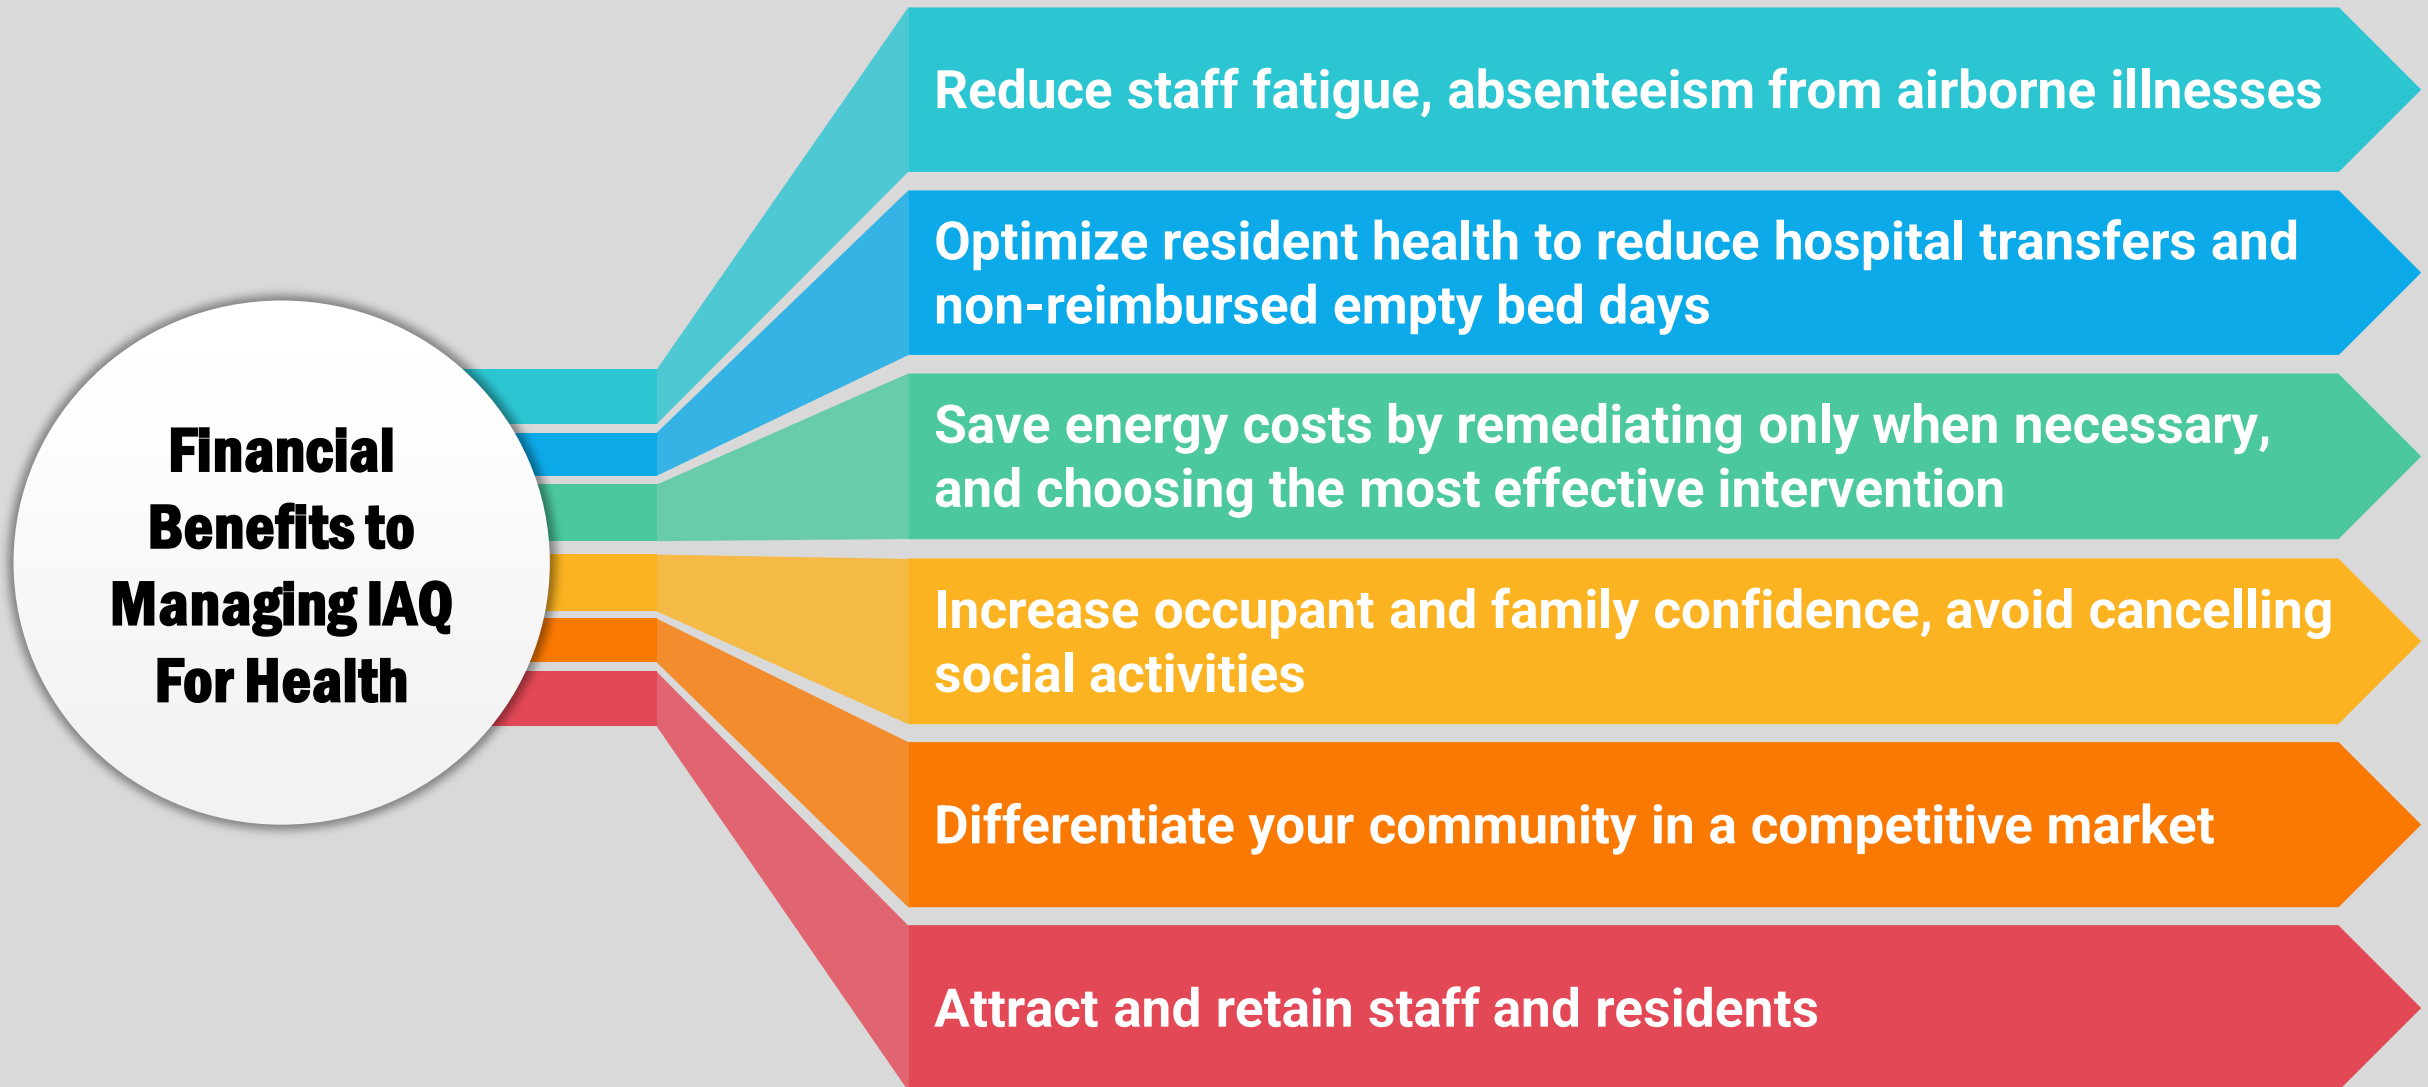 Financial
Benefits to
Managing IAQ
For Health
Reduce staff fatigue, absenteeism from airborne illnesses
Optimize resident health to reduce hospital transfers and
non-reimbursed empty bed days
Save energy costs by remediating only when necessary,
and choosing the most effective intervention
Increase occupant and family confidence, avoid cancelling
social activities
Differentiate your community in a competitive market
Attract and retain staff and residents